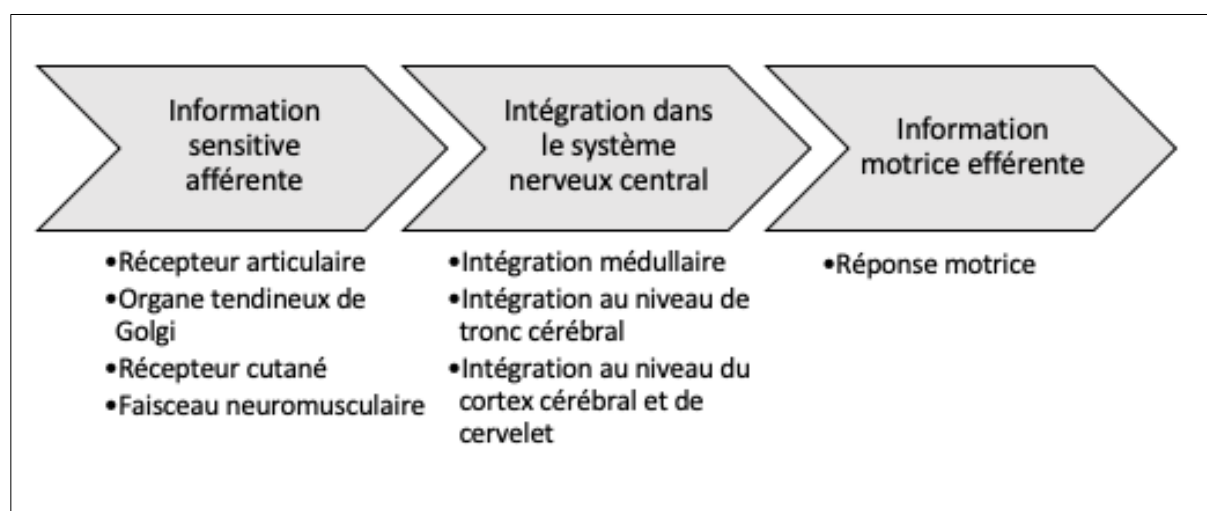 Information
sensitive
afférente
•Récepteur articulaire
•Organe tendineux de
Golgi
•Récepteur cutané
•Faisceau neuromusculaire
Intégration dans
le système
nerveux central
•Intégration médullaire
•Intégration au niveau de
tronc cérébral
•Intégration au niveau du
cortex cérébral et de
cervelet
Information
motrice efférente
•Réponse motrice